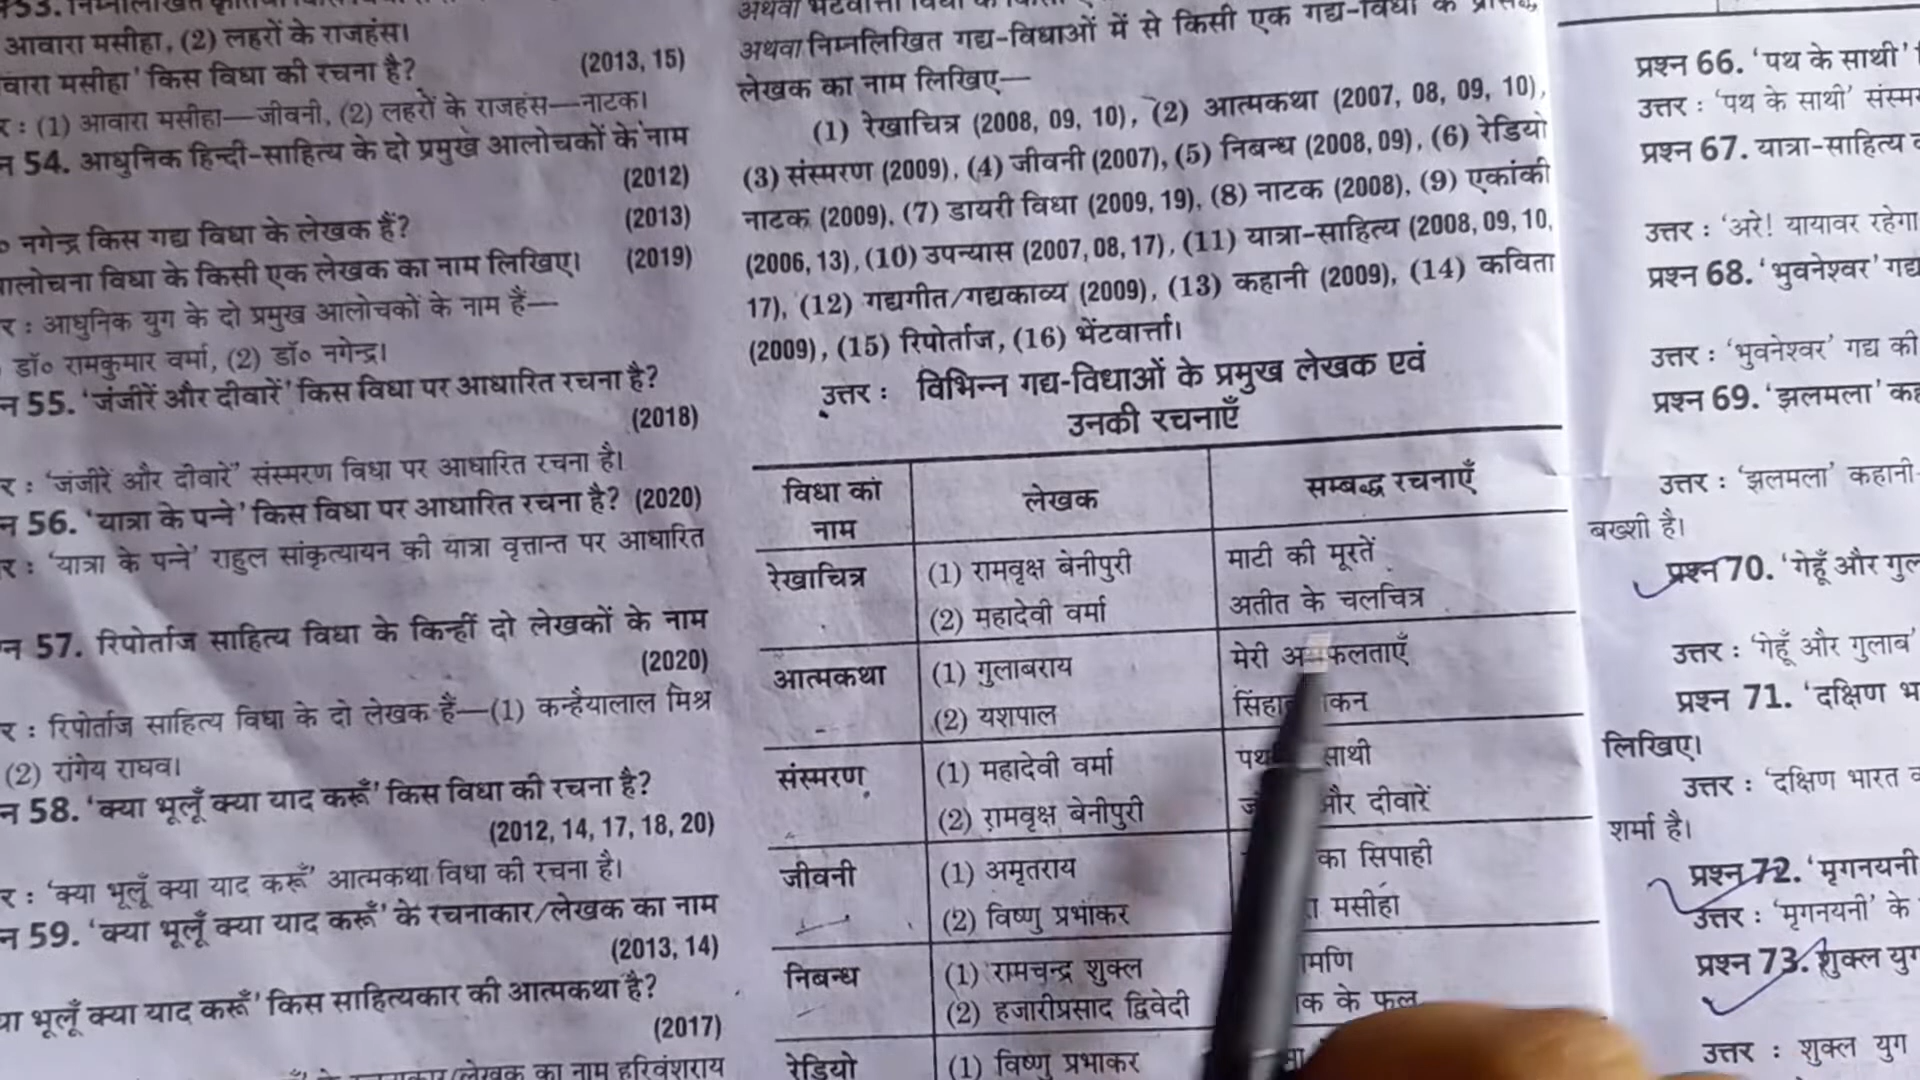 आवारा मसीहा, (2) लहरों के राजहंस।
वारा मसीहा' किस विधा की रचना है? (2013, 15)
र : (1) आवारा मसीहा—जीवनी, (2) लहरों के राजहंस—नाटक।
न 54. आधुनिक हिन्दी-साहित्य के दो प्रमुख आलोचकों के नाम
(2012)
० नगेन्द्र किस गद्य विधा के लेखक हैं? (2013)
ालोचना विधा के किसी एक लेखक का नाम लिखिए। (2019)
र : आधुनिक युग के दो प्रमुख आलोचकों के नाम हैं—
डॉ० रामकुमार वर्मा, (2) डॉ० नगेन्द्र।
न 55. 'जंजीरें और दीवारें' किस विधा पर आधारित रचना है?
(2018)
र : 'जंजीरें और दीवारें' संस्मरण विधा पर आधारित रचना है।
न 56. 'यात्रा के पन्ने' किस विधा पर आधारित रचना है? (2020)
र : 'यात्रा के पन्ने' राहुल सांकृत्यायन की यात्रा वृत्तान्त पर आधारित
न 57. रिपोर्ताज साहित्य विधा के किन्हीं दो लेखकों के नाम
(2020)
र : रिपोर्ताज साहित्य विधा के दो लेखक हैं—(1) कन्हैयालाल मिश्र
(2) रांगेय राघव।
न 58. 'क्या भूलूँ क्या याद करूँ' किस विधा की रचना है?
(2012, 14, 17, 18, 20)
र : 'क्या भूलूँ क्या याद करूँ' आत्मकथा विधा की रचना है।
न 59. 'क्या भूलूँ क्या याद करूँ' के रचनाकार/लेखक का नाम
(2013, 14)
या भूलूँ क्या याद करूँ' किस साहित्यकार की आत्मकथा है?
(2017)
का नाम हरिवंशराय
अथवा निम्नलिखित गद्य-विधाओं में से किसी एक गद्य-विधा के प्रसिद्ध
लेखक का नाम लिखिए—
(1) रेखाचित्र (2008, 09, 10), (2) आत्मकथा (2007, 08, 09, 10),
(3) संस्मरण (2009), (4) जीवनी (2007), (5) निबन्ध (2008, 09), (6) रेडियो
नाटक (2009), (7) डायरी विधा (2009, 19), (8) नाटक (2008), (9) एकांकी
(2006, 13), (10) उपन्यास (2007, 08, 17), (11) यात्रा-साहित्य (2008, 09, 10,
17), (12) गद्यगीत/गद्यकाव्य (2009), (13) कहानी (2009), (14) कविता
(2009), (15) रिपोर्ताज, (16) भेंटवार्त्ता।
उत्तर : विभिन्न गद्य-विधाओं के प्रमुख लेखक एवं
उनकी रचनाएँ
विधा का नाम लेखक सम्बद्ध रचनाएँ
रेखाचित्र (1) रामवृक्ष बेनीपुरी माटी की मूरतें
(2) महादेवी वर्मा अतीत के चलचित्र
आत्मकथा (1) गुलाबराय मेरी
(2) यशपाल
संस्मरण (1) महादेवी वर्मा पथ साथी
(2) रामवृक्ष बेनीपुरी और दीवारें
जीवनी (1) अमृतराय का सिपाही
(2) विष्णु प्रभाकर मसीहा
निबन्ध (1) रामचन्द्र शुक्ल
(2) हजारीप्रसाद द्विवेदी के फूल
रेडियो (1) विष्णु प्रभाकर
प्रश्न 66. 'पथ के साथी'
उत्तर : 'पथ के साथी' संस्म
प्रश्न 67. यात्रा-साहित्य
उत्तर : 'अरे! यायावर रहेगा
प्रश्न 68. 'भुवनेश्वर' गद्य
उत्तर : 'भुवनेश्वर' गद्य की
प्रश्न 69. 'झलमला' कह
उत्तर : 'झलमला' कहानी
बख्शी है।
प्रश्न 70. 'गेहूँ और गुल
उत्तर : 'गेहूँ और गुलाब'
प्रश्न 71. 'दक्षिण भ
लिखिए।
उत्तर : 'दक्षिण भारत
शर्मा है।
प्रश्न 72. 'मृगनयनी
उत्तर : 'मृगनयनी' के
प्रश्न 73. शुक्ल युग
उत्तर : शुक्ल युग